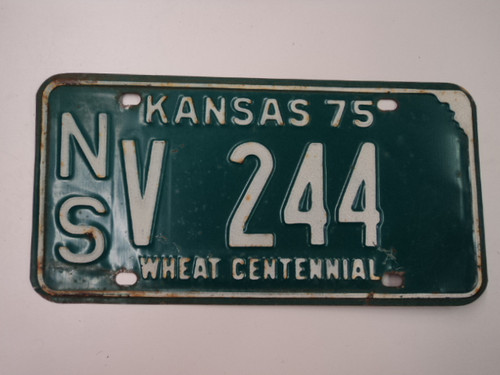 KANSAS 75
NS V 244
WHEAT CENTENNIAL